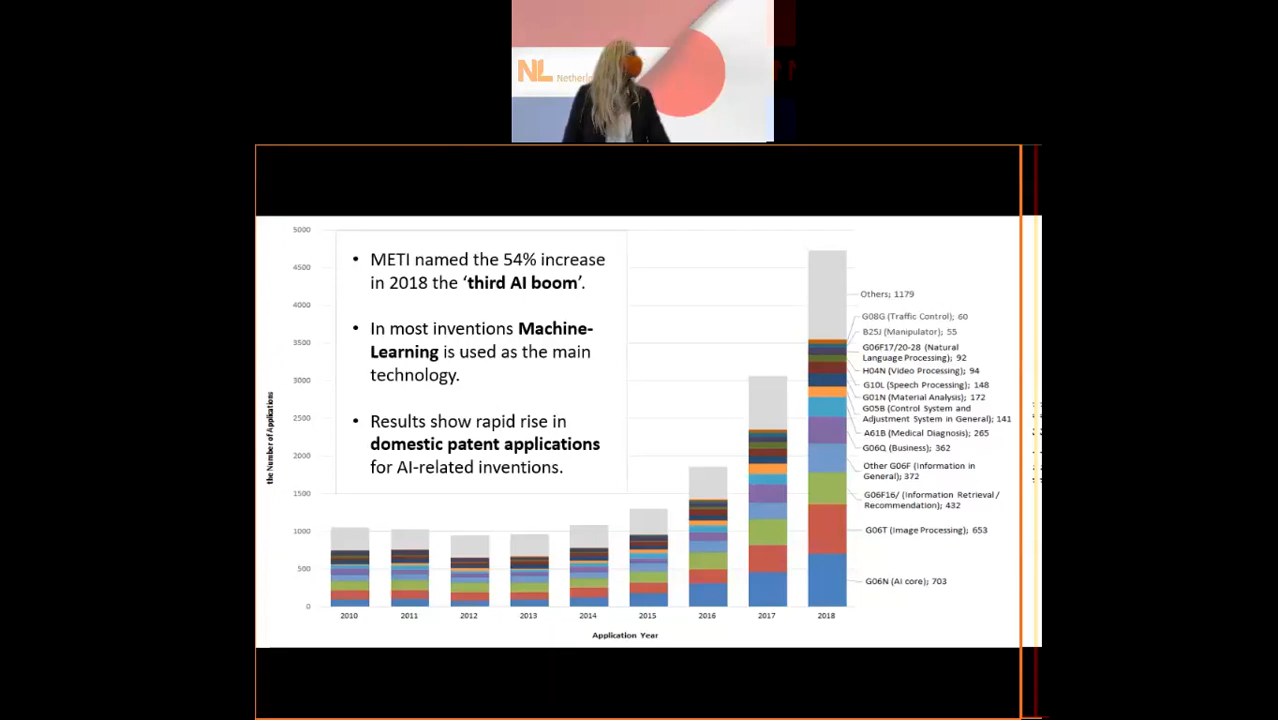 NL Netherl
• METI named the 54% increase
in 2018 the ‘third AI boom’.
• In most inventions Machine-
Learning is used as the main
technology.
• Results show rapid rise in
domestic patent applications
for AI-related inventions.
the Number of Applications
5000
4500
4000
3500
3000
2500
2000
1500
1000
500
0
2010 2011 2012 2013 2014 2015 2016 2017 2018
Application Year
Others; 1179
G08G (Traffic Control); 60
B25J (Manipulator); 55
G06F17/20-28 (Natural
Language Processing); 92
H04N (Video Processing); 94
G10L (Speech Processing); 148
G01N (Material Analysis); 172
G05B (Control System and
Adjustment System in General); 141
A61B (Medical Diagnosis); 265
G06Q (Business); 362
Other G06F (Information in
General); 372
G06F16/ (Information Retrieval /
Recommendation); 432
G06T (Image Processing); 653
G06N (AI core); 703